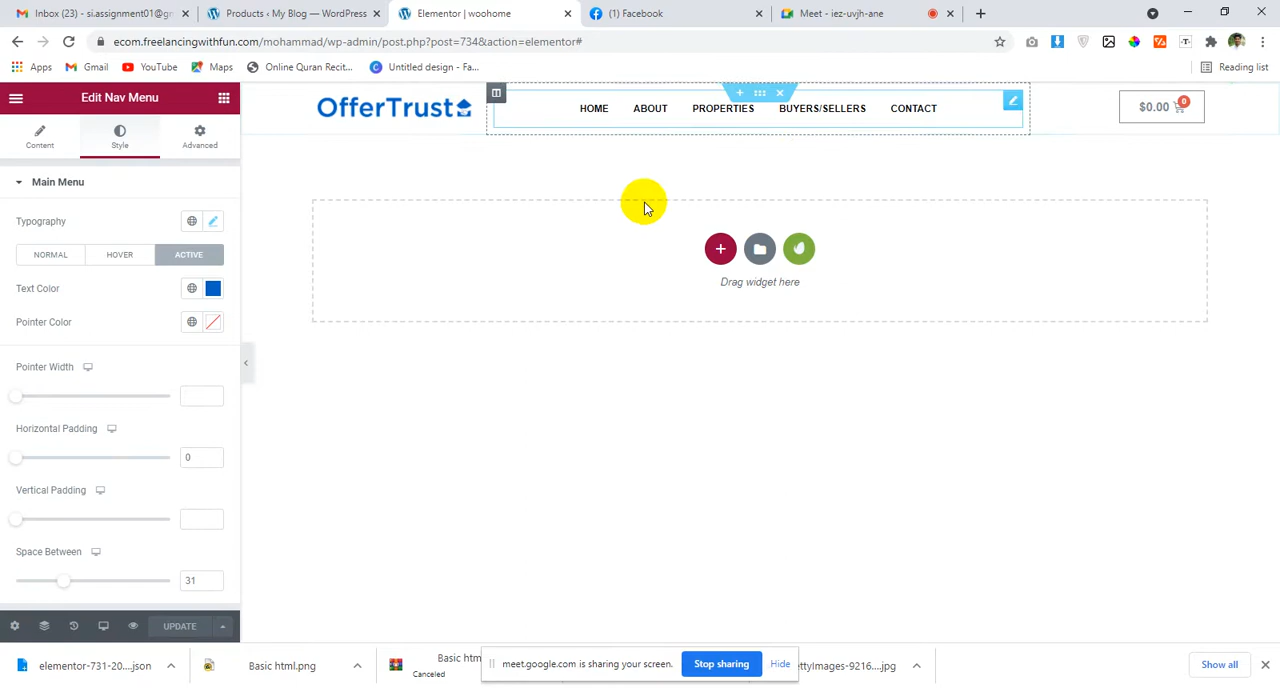 Inbox (23) - si.assignment01@gm
Products ‹ My Blog — WordPress
Elementor | woohome
(1) Facebook
Meet - iez-uvjh-ane
ecom.freelancingwithfun.com/mohammad/wp-admin/post.php?post=734&action=elementor#
Apps
Gmail
YouTube
Maps
Online Quran Recit...
Untitled design - Fa...
Reading list
Edit Nav Menu
OfferTrust
HOME
ABOUT
PROPERTIES
BUYERS/SELLERS
CONTACT
$0.00
0
Content
Style
Advanced
Main Menu
Typography
NORMAL
HOVER
ACTIVE
Drag widget here
Text Color
Pointer Color
Pointer Width
Horizontal Padding
0
Vertical Padding
Space Between
31
UPDATE
elementor-731-20....json
Basic html.png
Basic htm
Canceled
meet.google.com is sharing your screen.
Stop sharing
Hide
ettyImages-9216....jpg
Show all